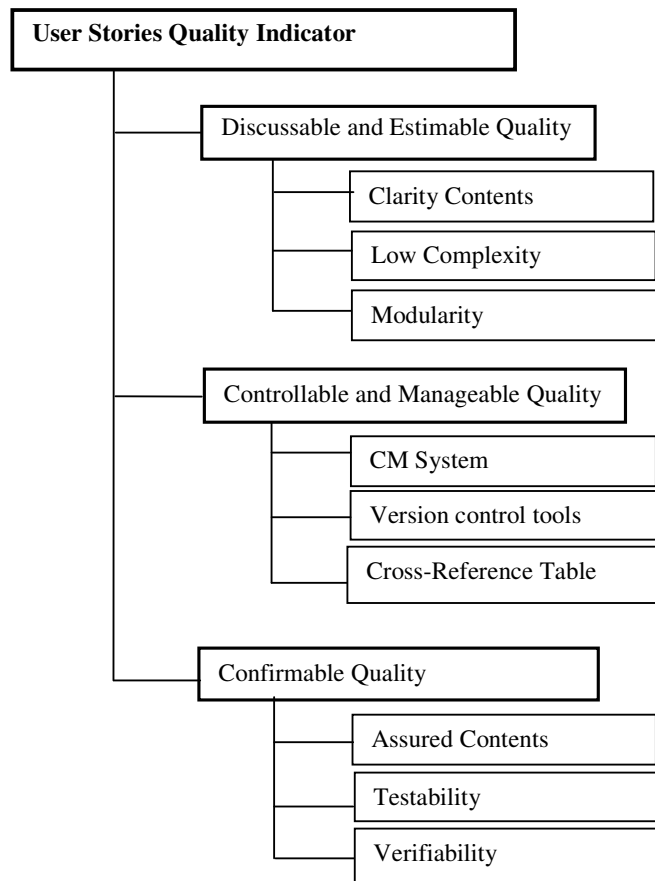 User Stories Quality Indicator
Discussable and Estimable Quality
Clarity Contents
Low Complexity
Modularity
Controllable and Manageable Quality
CM System
Version control tools
Cross-Reference Table
Confirmable Quality
Assured Contents
Testability
Verifiability